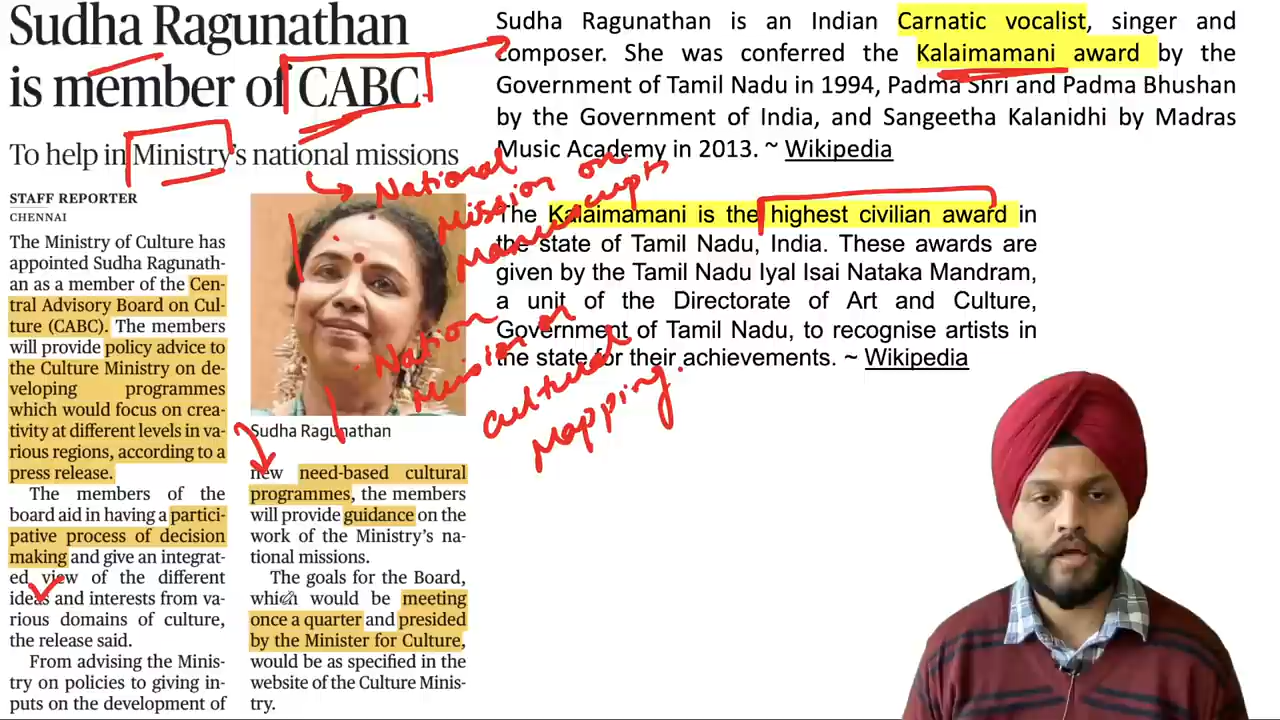 Sudha Ragunathan
is member of CABC
To help in Ministry's national missions
STAFF REPORTER
CHENNAI
The Ministry of Culture has
appointed Sudha Ragunath-
an as a member of the Cen-
tral Advisory Board on Cul-
ture (CABC). The members
will provide policy advice to
the Culture Ministry on de-
veloping programmes
which would focus on crea-
tivity at different levels in va-
rious regions, according to a
press release.
The members of the
board aid in having a partici-
pative process of decision
making and give an integrat-
ed view of the different
ideas and interests from va-
rious domains of culture,
the release said.
From advising the Minis-
try on policies to giving in-
puts on the development of
Sudha Ragunathan
new need-based cultural
programmes, the members
will provide guidance on the
work of the Ministry's na-
tional missions.
The goals for the Board,
which would be meeting
once a quarter and presided
by the Minister for Culture,
would be as specified in the
website of the Culture Minis-
try.
Sudha Ragunathan is an Indian Carnatic vocalist, singer and
composer. She was conferred the Kalaimamani award by the
Government of Tamil Nadu in 1994, Padma Shri and Padma Bhushan
by the Government of India, and Sangeetha Kalanidhi by Madras
Music Academy in 2013. ~ Wikipedia
The Kalaimamani is the highest civilian award in
the state of Tamil Nadu, India. These awards are
given by the Tamil Nadu Iyal Isai Nataka Mandram,
a unit of the Directorate of Art and Culture,
Government of Tamil Nadu, to recognise artists in
the state for their achievements. ~ Wikipedia
National
Mission on
Manuscripts
Nation
Mission on
Cultural
Mapping.